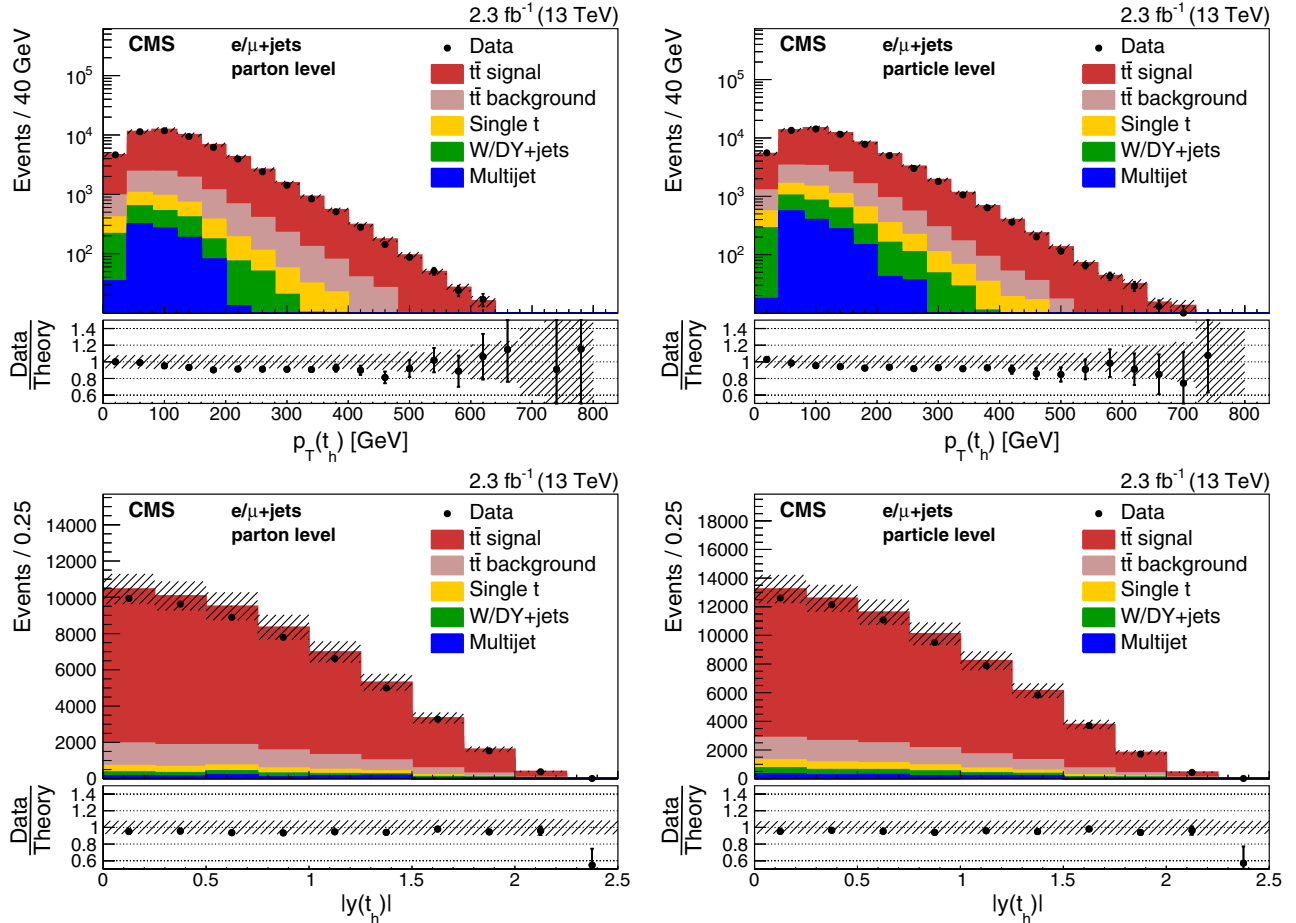 2.3 fb⁻¹ (13 TeV)
CMS
e/μ+jets
parton level
Data
tt̄ signal
tt̄ background
Single t
W/DY+jets
Multijet
Events / 40 GeV
10⁵
10⁴
10³
10²
Data
Theory
1.4
1.2
1
0.8
0.6
0 100 200 300 400 500 600 700 800
p_T(t_h) [GeV]
2.3 fb⁻¹ (13 TeV)
CMS
e/μ+jets
particle level
Data
tt̄ signal
tt̄ background
Single t
W/DY+jets
Multijet
Events / 40 GeV
10⁵
10⁴
10³
10²
Data
Theory
1.4
1.2
1
0.8
0.6
0 100 200 300 400 500 600 700 800
p_T(t_h) [GeV]
2.3 fb⁻¹ (13 TeV)
CMS
e/μ+jets
parton level
Data
tt̄ signal
tt̄ background
Single t
W/DY+jets
Multijet
Events / 0.25
14000
12000
10000
8000
6000
4000
2000
0
Data
Theory
1.4
1.2
1
0.8
0.6
0 0.5 1 1.5 2 2.5
|y(t_h)|
2.3 fb⁻¹ (13 TeV)
CMS
e/μ+jets
particle level
Data
tt̄ signal
tt̄ background
Single t
W/DY+jets
Multijet
Events / 0.25
18000
16000
14000
12000
10000
8000
6000
4000
2000
0
Data
Theory
1.4
1.2
1
0.8
0.6
0 0.5 1 1.5 2 2.5
|y(t_h)|